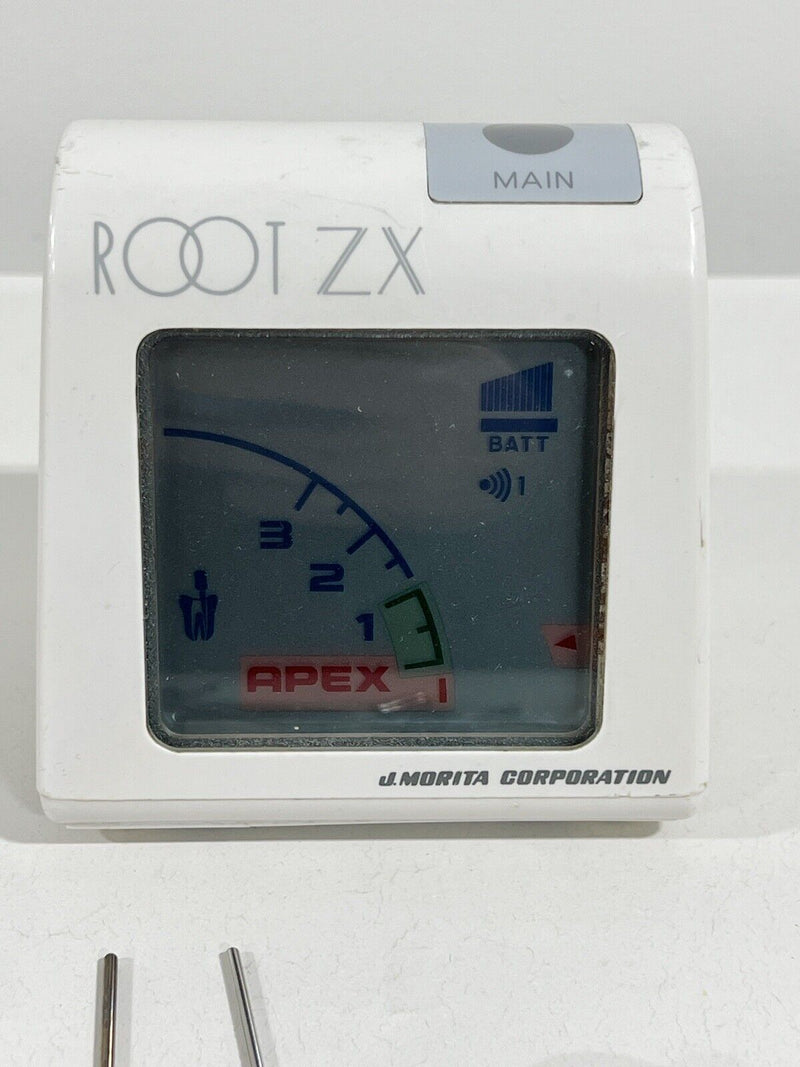 MAIN
ROOT ZX
BATT
1
3
2
1
APEX
J.MORITA CORPORATION